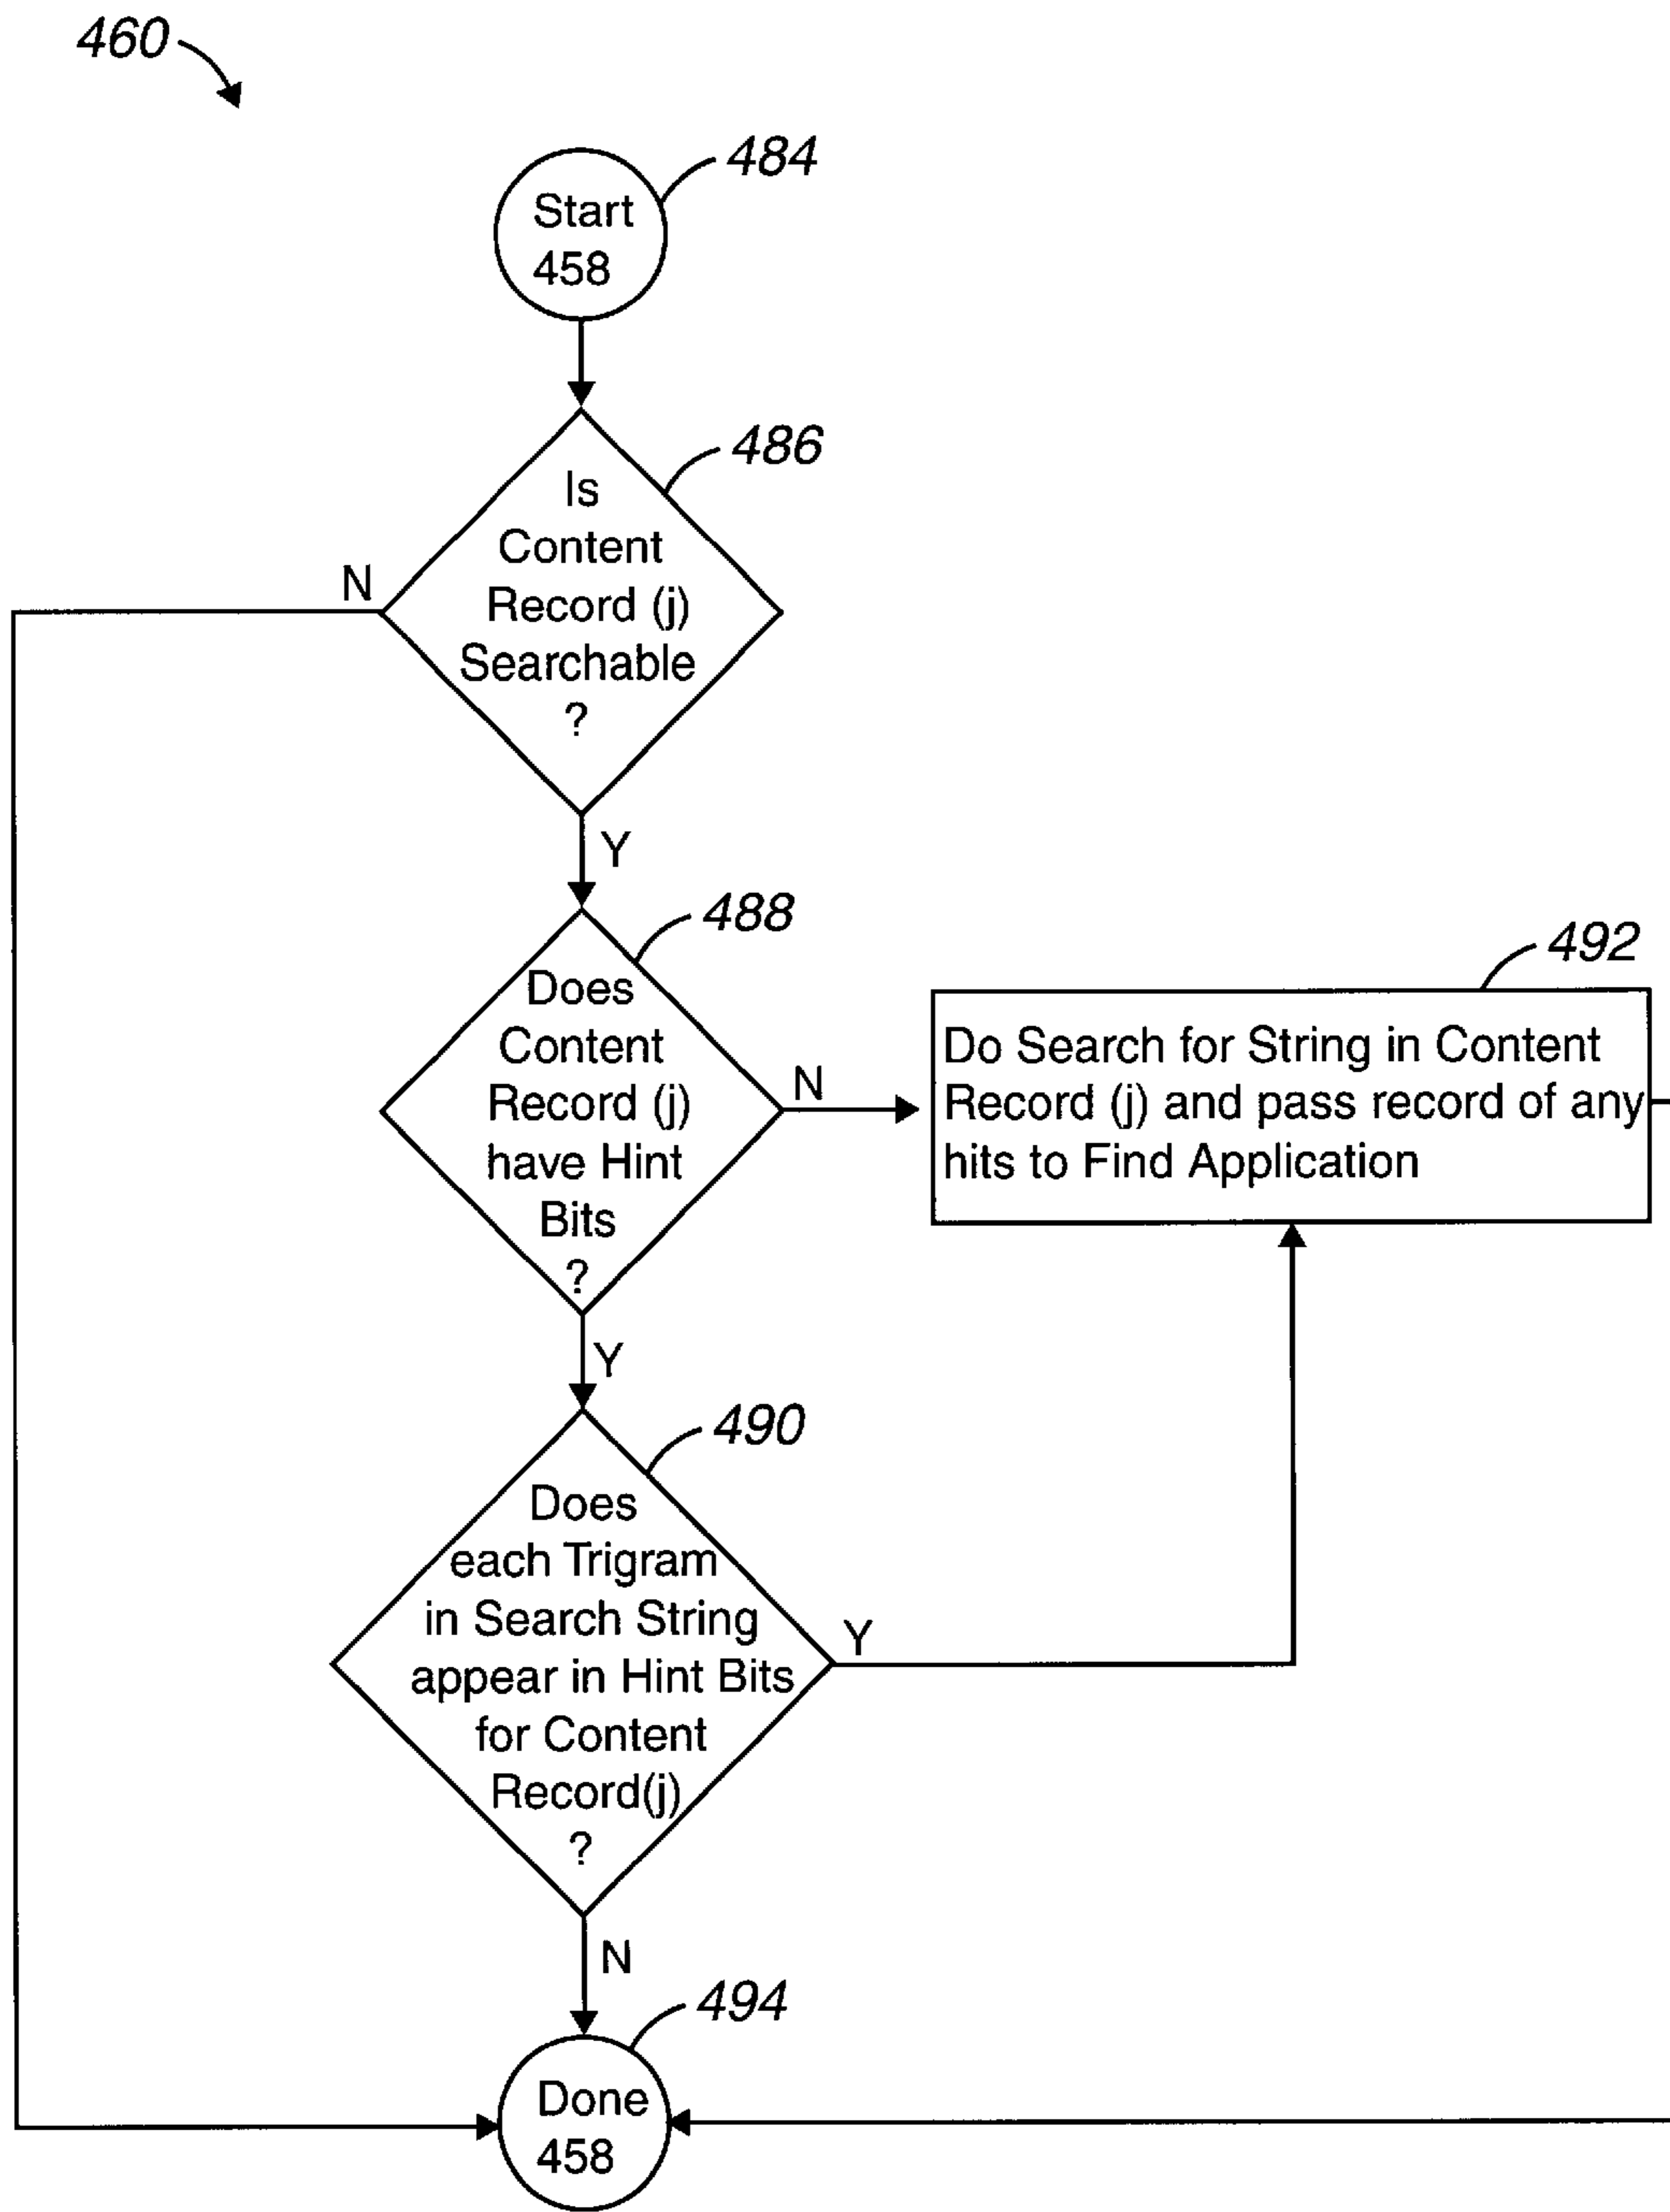 460
484
Start
458
486
Is
Content
Record (j)
Searchable
?
N
Y
488
Does
Content
Record (j)
have Hint
Bits
?
N
492
Do Search for String in Content
Record (j) and pass record of any
hits to Find Application
Y
490
Does
each Trigram
in Search String
appear in Hint Bits
for Content
Record(j)
?
Y
N
494
Done
458